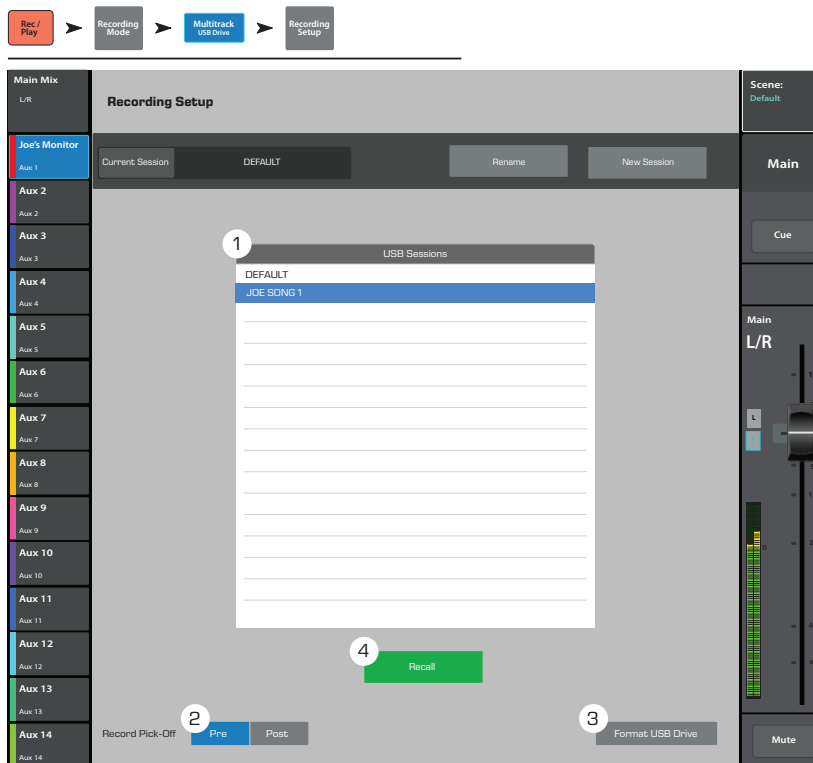 Rec /
Play
Recording
Mode
Multitrack
USB Drive
Recording
Setup
Main Mix
L/R
Recording Setup
Scene:
Default
Joe's Monitor
Aux 1
Current Session
DEFAULT
Rename
New Session
Main
Aux 2
Aux 2
Aux 3
Aux 3
Cue
1
USB Sessions
DEFAULT
JOE SONG 1
Aux 4
Aux 4
Aux 5
Aux 5
Main
L/R
Aux 6
Aux 6
Aux 7
Aux 7
L
Aux 8
Aux 8
Aux 9
Aux 9
Aux 10
Aux 10
Aux 11
Aux 11
Aux 12
Aux 12
4
Recall
Aux 13
Aux 13
Aux 14
Aux 14
Record Pick-Off
2
Pre
Post
3
Format USB Drive
Mute